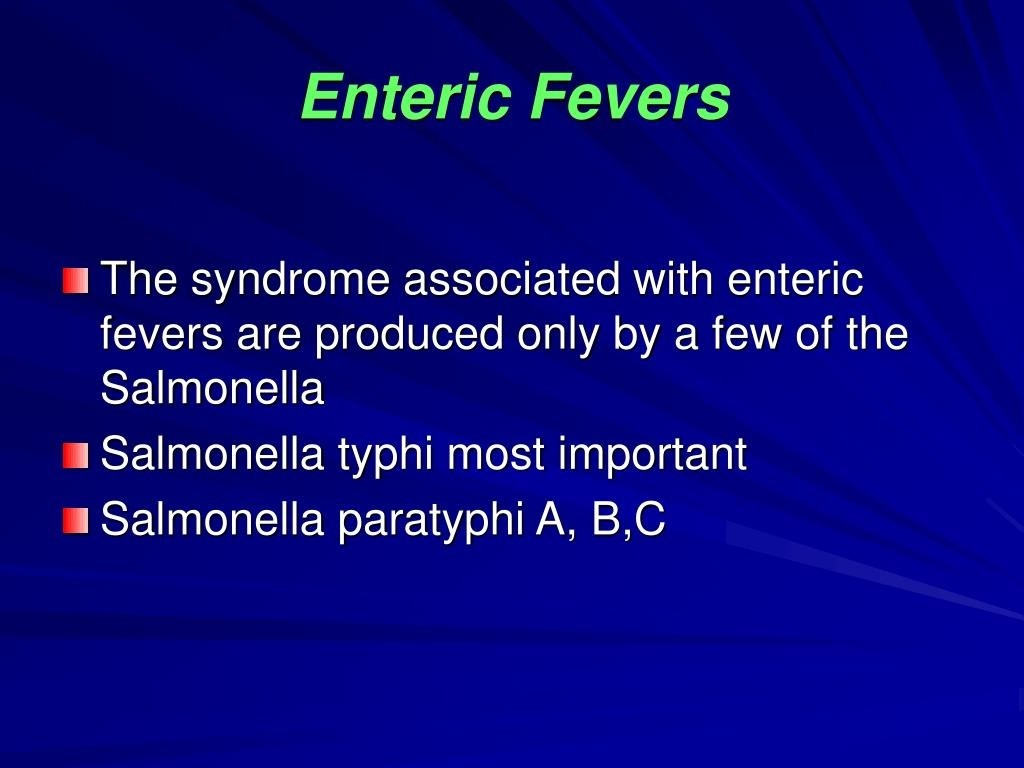 Enteric Fevers
The syndrome associated with enteric
fevers are produced only by a few of the
Salmonella
Salmonella typhi most important
Salmonella paratyphi A, B,C